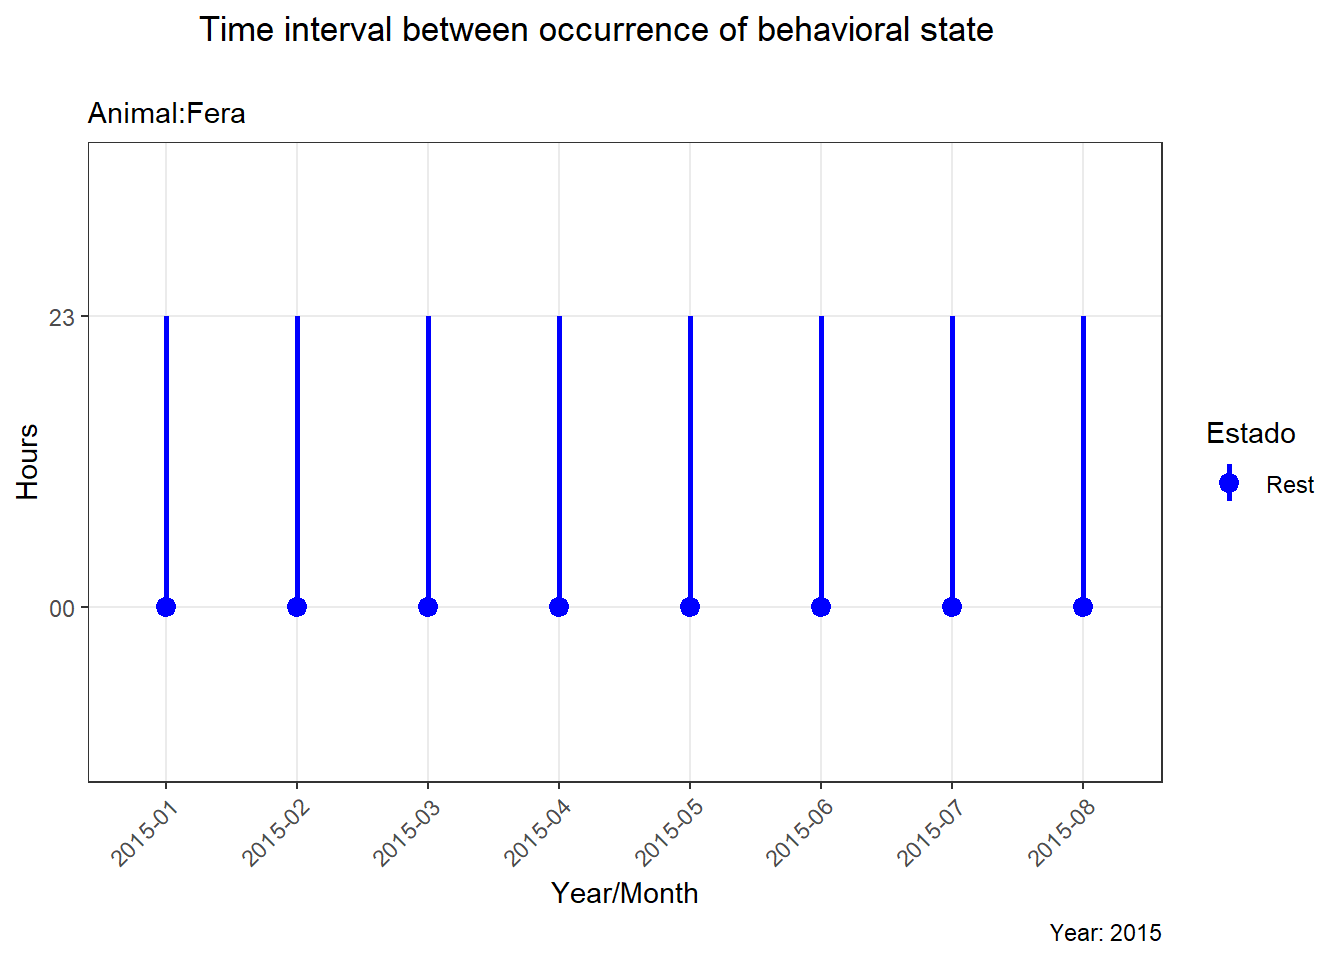 Time interval between occurrence of behavioral state
Animal:Fera
23
00
Hours
Estado
Rest
2015-01
2015-02
2015-03
2015-04
2015-05
2015-06
2015-07
2015-08
Year/Month
Year: 2015